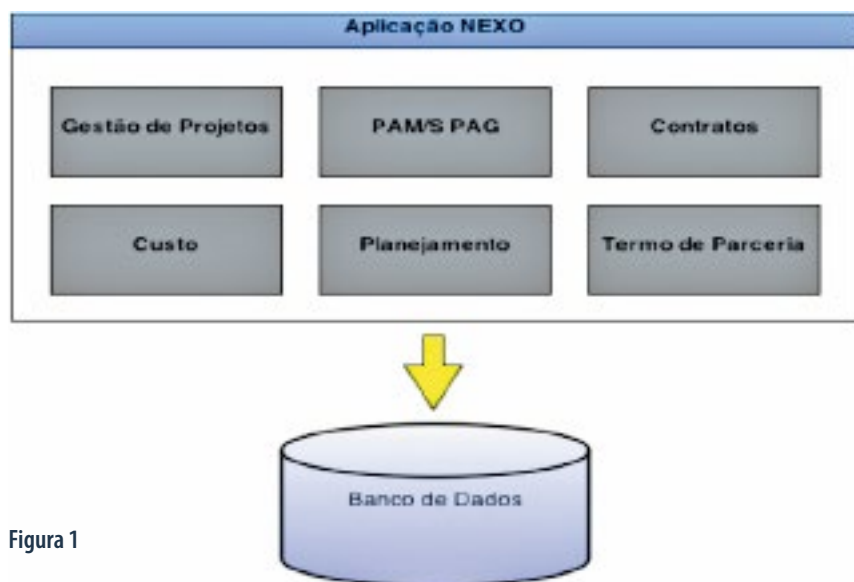 Aplicação NEXO
Gestão de Projetos
PAM/S PAG
Contratos
Custo
Planejamento
Termo de Parceria
Banco de Dados
Figura 1